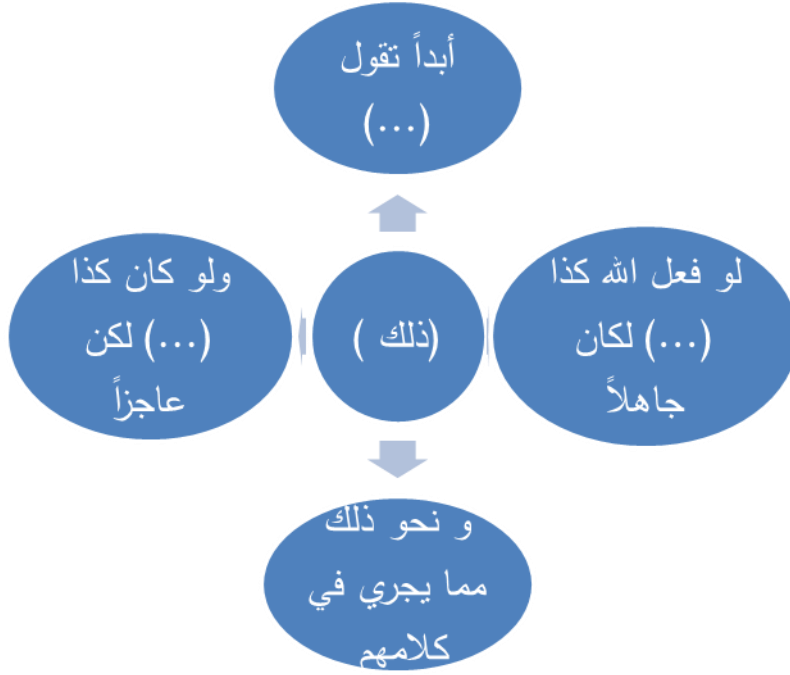 أبداً تقول
(...)
لو فعل الله كذا
(...) لكان
جاهلاً
(ذلك )
ولو كان كذا
(...) لكن
عاجزاً
و نحو ذلك
مما يجري في
كلامهم